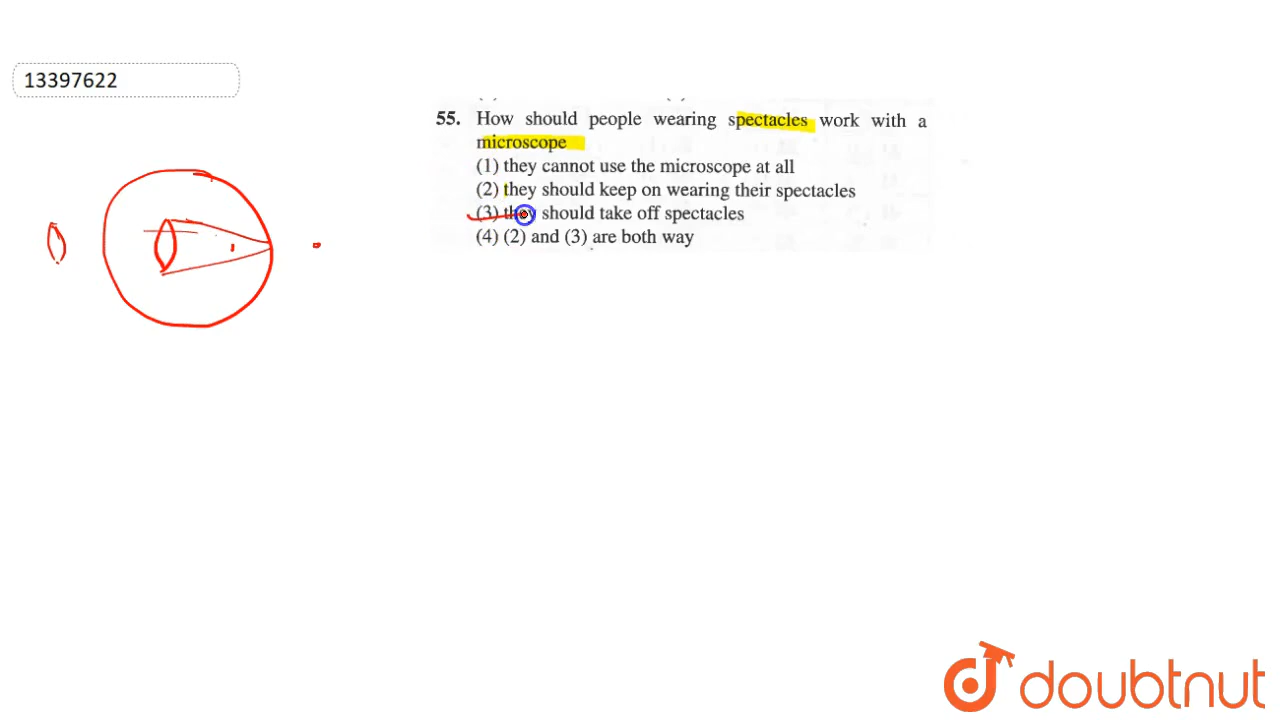 13397622
55. How should people wearing spectacles work with a
microscope
(1) they cannot use the microscope at all
(2) they should keep on wearing their spectacles
(3) they should take off spectacles
(4) (2) and (3) are both way
doubtnut